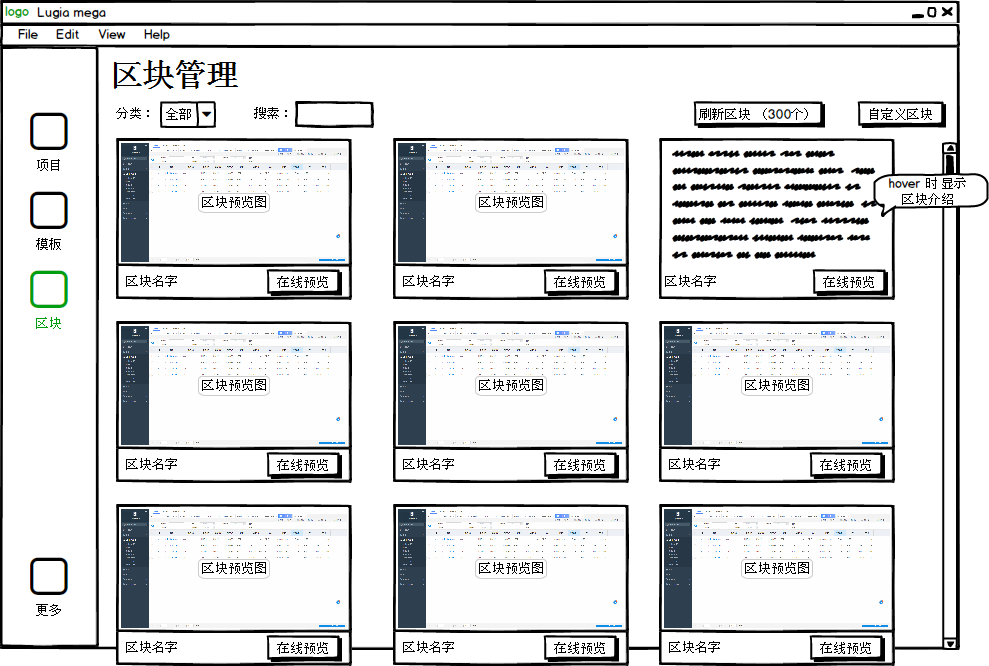 logo Lugia mega
File Edit View Help
区块管理
分类： 全部 搜索： 刷新区块 （300个） 自定义区块
项目
模板
区块
更多
区块预览图 区块预览图
hover 时显示
区块介绍
区块名字 在线预览 区块名字 在线预览 区块名字 在线预览
区块预览图 区块预览图 区块预览图
区块名字 在线预览 区块名字 在线预览 区块名字 在线预览
区块预览图 区块预览图 区块预览图
区块名字 在线预览 区块名字 在线预览 区块名字 在线预览